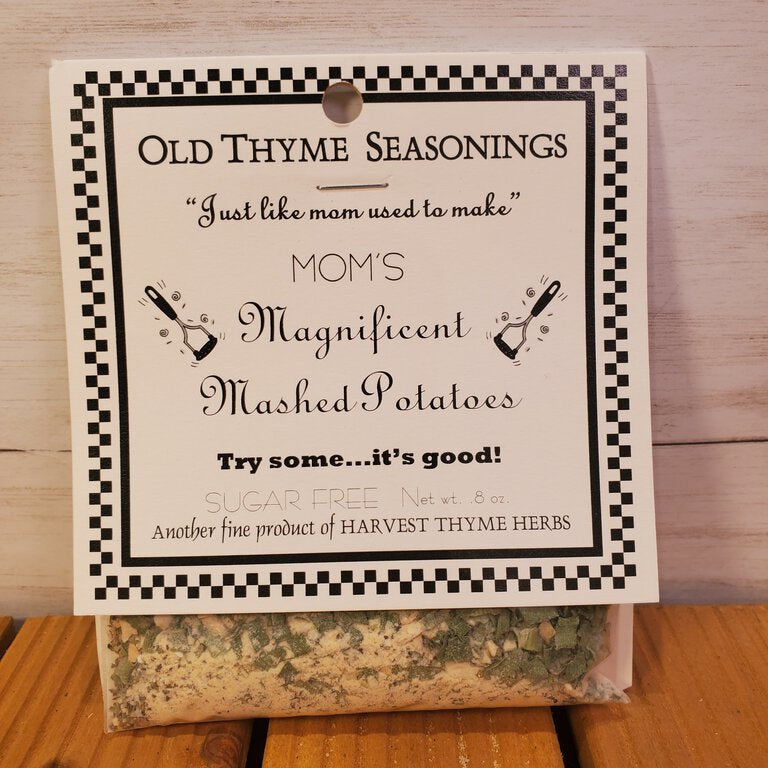 OLD THYME SEASONINGS
“Just like mom used to make”
MOM'S
Magnificent
Mashed Potatoes
Try some...it's good!
SUGAR FREE Net wt. .8 oz.
Another fine product of HARVEST THYME HERBS